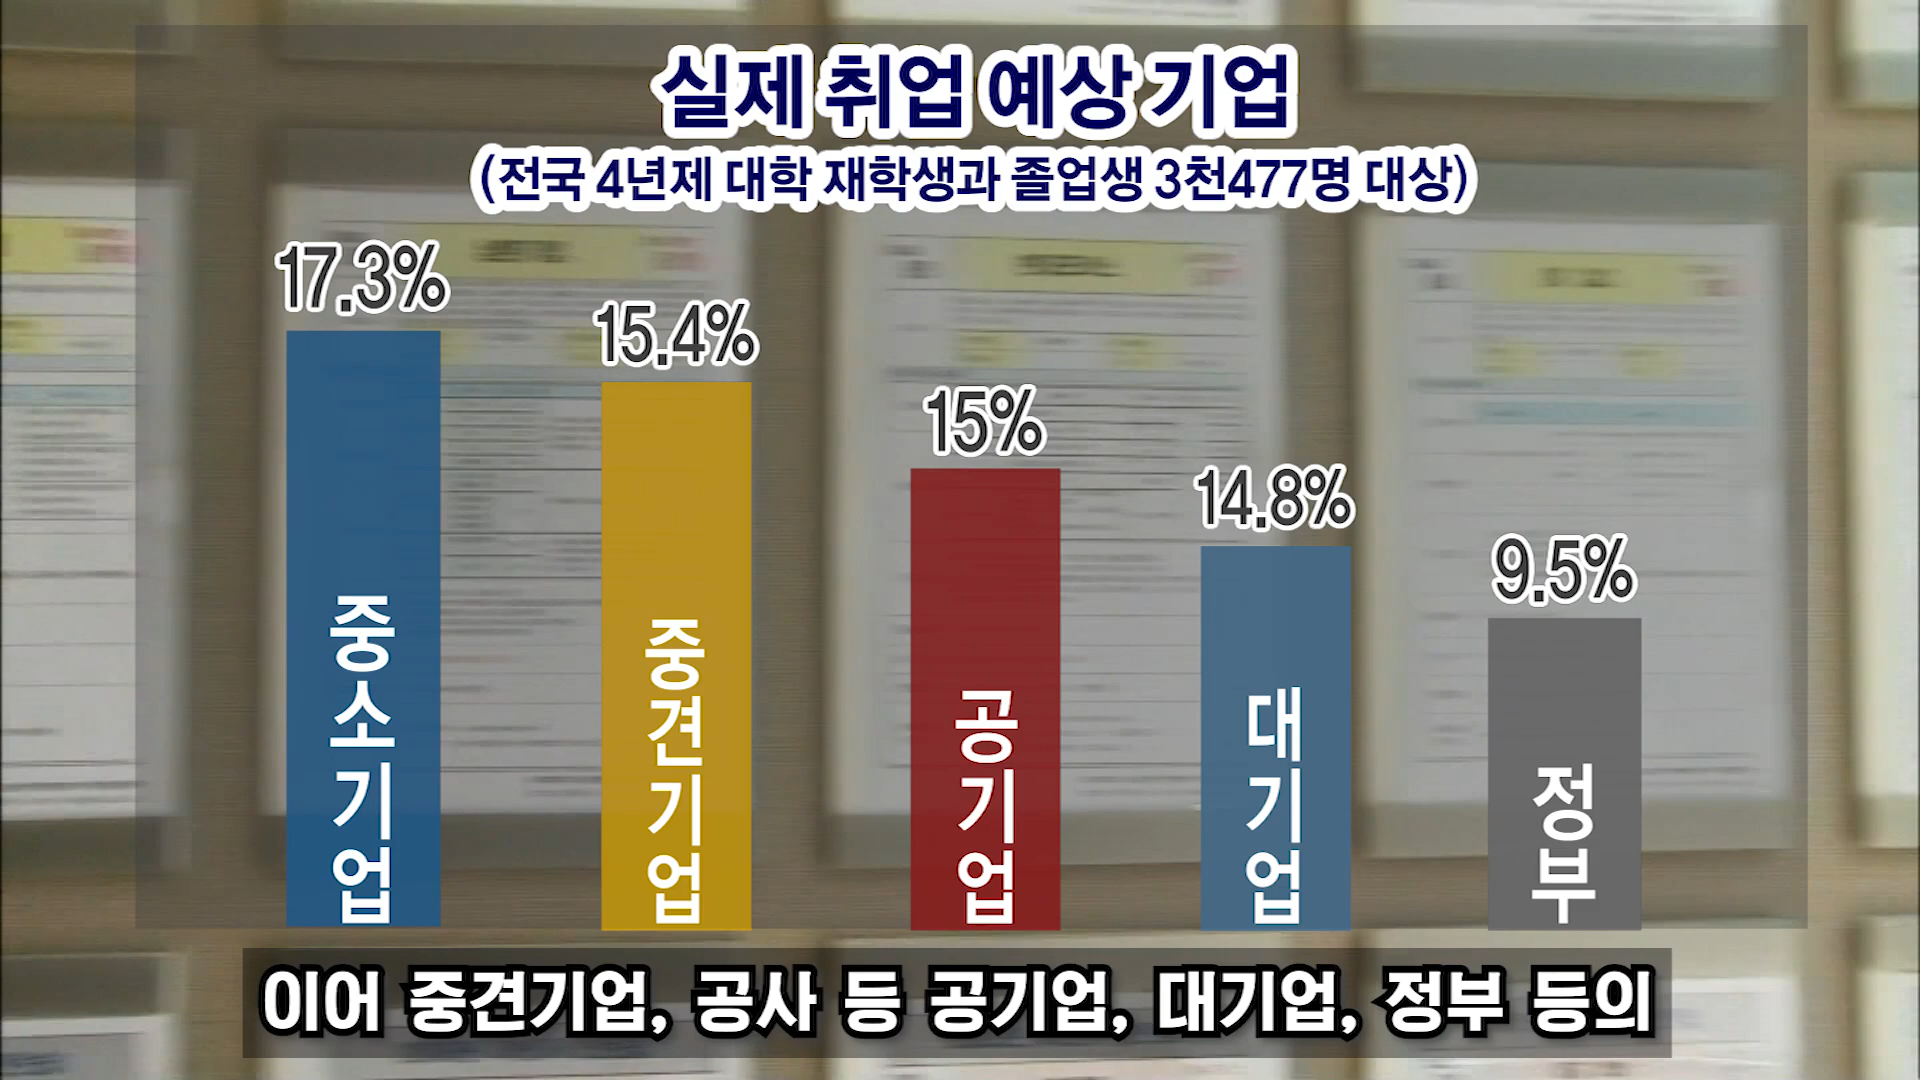 실제 취업 예상 기업
(전국 4년제 대학 재학생과 졸업생 3천477명 대상)
17.3%
15.4%
15%
14.8%
9.5%
중소기업
중견기업
공기업
대기업
정부
이어 중견기업, 공사 등 공기업, 대기업, 정부 등의